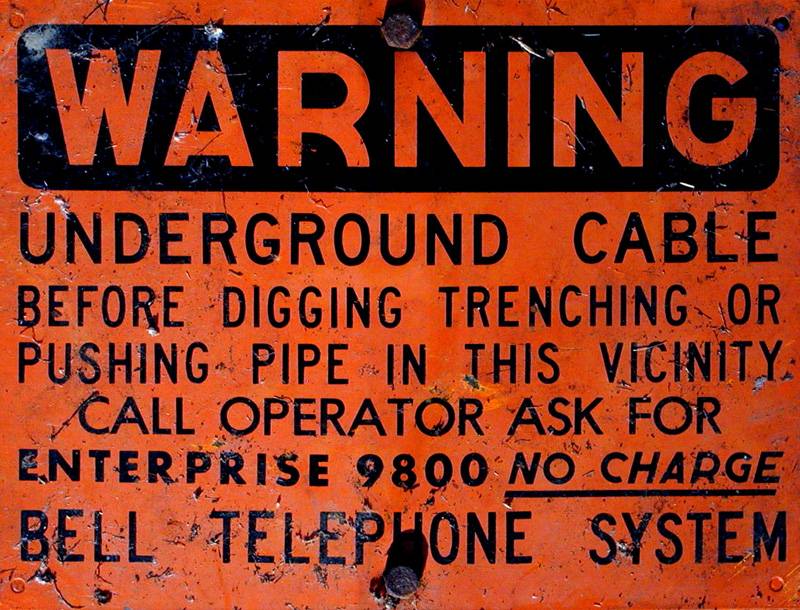 WARNING
UNDERGROUND CABLE
BEFORE DIGGING TRENCHING OR
PUSHING PIPE IN THIS VICINITY
CALL OPERATOR ASK FOR
ENTERPRISE 9800 NO CHARGE
BELL TELEPHONE SYSTEM